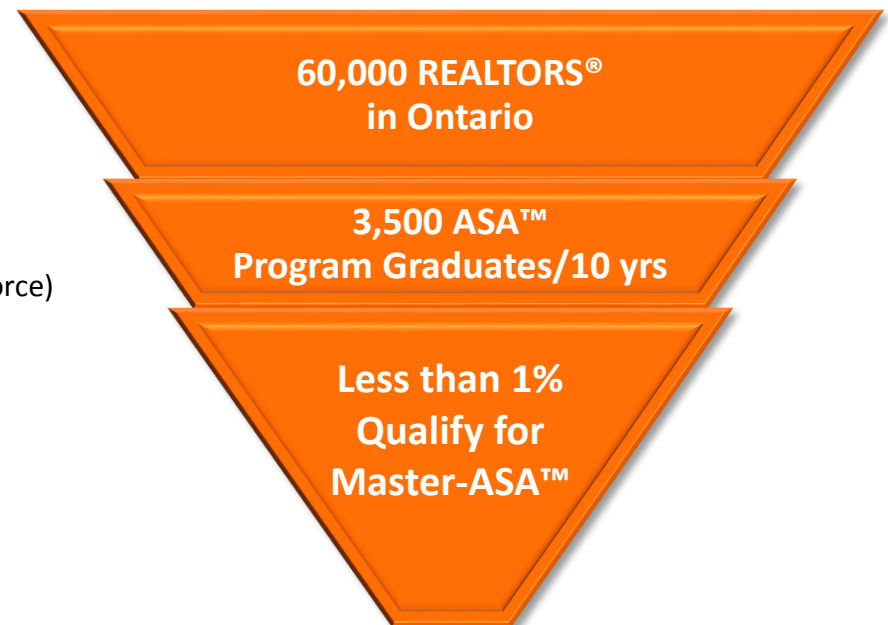 60,000 REALTORS®
in Ontario
3,500 ASA™
Program Graduates/10 yrs
orce)
Less than 1%
Qualify for
Master-ASA™